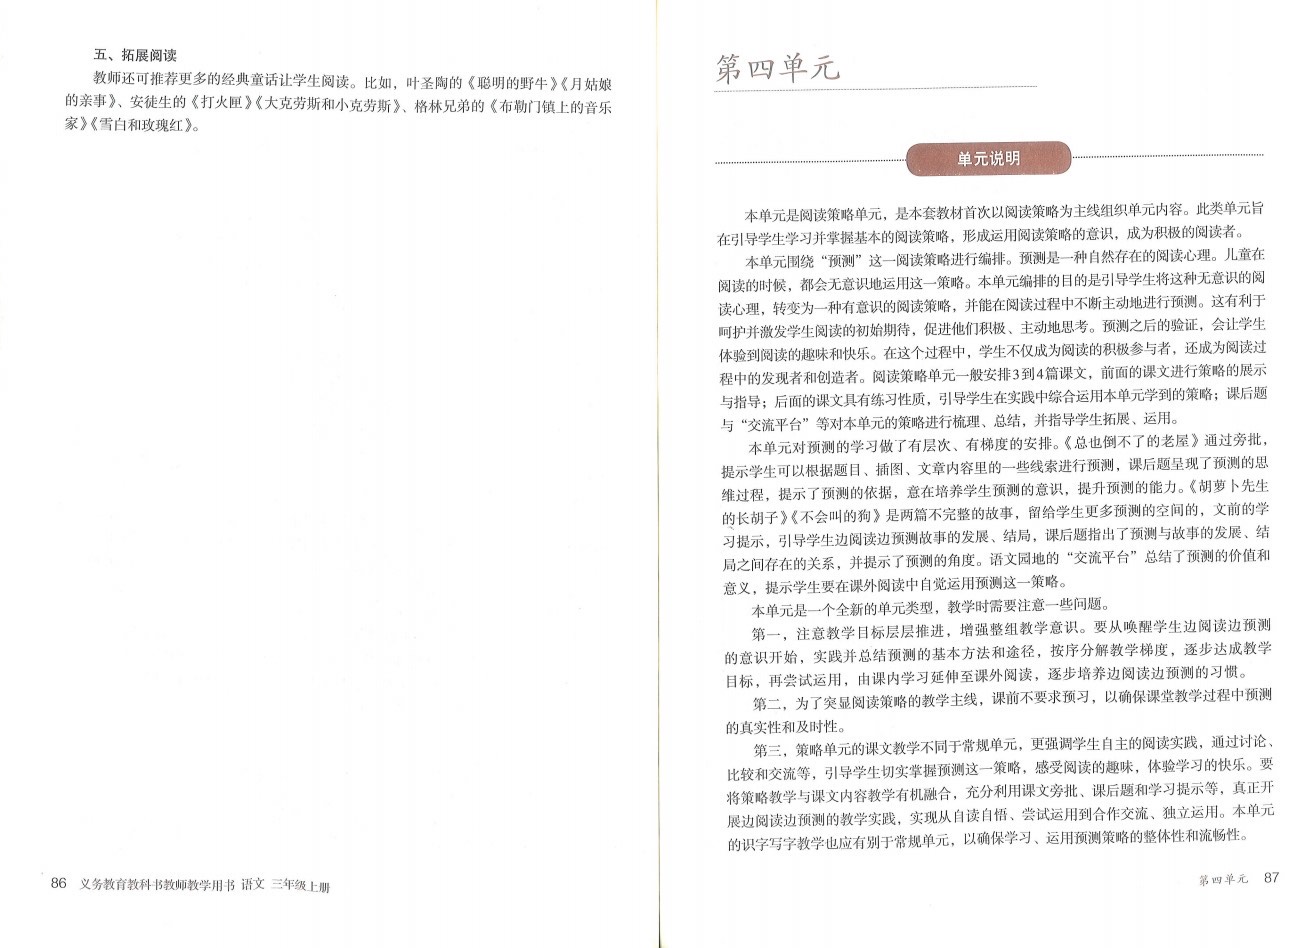 五、拓展阅读
教师还可推荐更多的经典童话让学生阅读。比如，叶圣陶的《聪明的野牛》《月姑娘
的亲事》、安徒生的《打火匣》《大克劳斯和小克劳斯》、格林兄弟的《布勒门镇上的音乐
家》《雪白和玫瑰红》。
86 义务教育教科书教师教学用书 语文 三年级上册
第四单元
单元说明
本单元是阅读策略单元，是本套教材首次以阅读策略为主线组织单元内容。此类单元旨
在引导学生学习并掌握基本的阅读策略，形成运用阅读策略的意识，成为积极的阅读者。
本单元围绕“预测”这一阅读策略进行编排。预测是一种自然存在的阅读心理。儿童在
阅读的时候，都会无意识地运用这一策略。本单元编排的目的是引导学生将这种无意识的阅
读心理，转变为一种有意识的阅读策略，并能在阅读过程中不断主动地进行预测。这有利于
呵护并激发学生阅读的初始期待，促进他们积极、主动地思考。预测之后的验证，会让学生
体验到阅读的趣味和快乐。在这个过程中，学生不仅成为阅读的积极参与者，还成为阅读过
程中的发现者和创造者。阅读策略单元一般安排3到4篇课文，前面的课文进行策略的展示
与指导；后面的课文具有练习性质，引导学生在实践中综合运用本单元学到的策略；课后题
与“交流平台”等对本单元的策略进行梳理、总结，并指导学生拓展、运用。
本单元对预测的学习做了有层次、有梯度的安排。《总也倒不了的老屋》通过旁批，
提示学生可以根据题目、插图、文章内容里的一些线索进行预测，课后题呈现了预测的思
维过程，提示了预测的依据，意在培养学生预测的意识，提升预测的能力。《胡萝卜先生
的长胡子》《不会叫的狗》是两篇不完整的故事，留给学生更多预测的空间的，文前的学
习提示，引导学生边阅读边预测故事的发展、结局，课后题指出了预测与故事的发展、结
局之间存在的关系，并提示了预测的角度。语文园地的“交流平台”总结了预测的价值和
意义，提示学生要在课外阅读中自觉运用预测这一策略。
本单元是一个全新的单元类型，教学时需要注意一些问题。
第一，注意教学目标层层推进，增强整组教学意识。要从唤醒学生边阅读边预测
的意识开始，实践并总结预测的基本方法和途径，按序分解教学梯度，逐步达成教学
目标，再尝试运用，由课内学习延伸至课外阅读，逐步培养边阅读边预测的习惯。
第二，为了突显阅读策略的教学主线，课前不要求预习，以确保课堂教学过程中预测
的真实性和及时性。
第三，策略单元的课文教学不同于常规单元，更强调学生自主的阅读实践，通过讨论、
比较和交流等，引导学生切实掌握预测这一策略，感受阅读的趣味，体验学习的快乐。要
将策略教学与课文内容教学有机融合，充分利用课文旁批、课后题和学习提示等，真正开
展边阅读边预测的教学实践，实现从自读自悟、尝试运用到合作交流、独立运用。本单元
的识字写字教学也应有别于常规单元，以确保学习、运用预测策略的整体性和流畅性。
第四单元 87